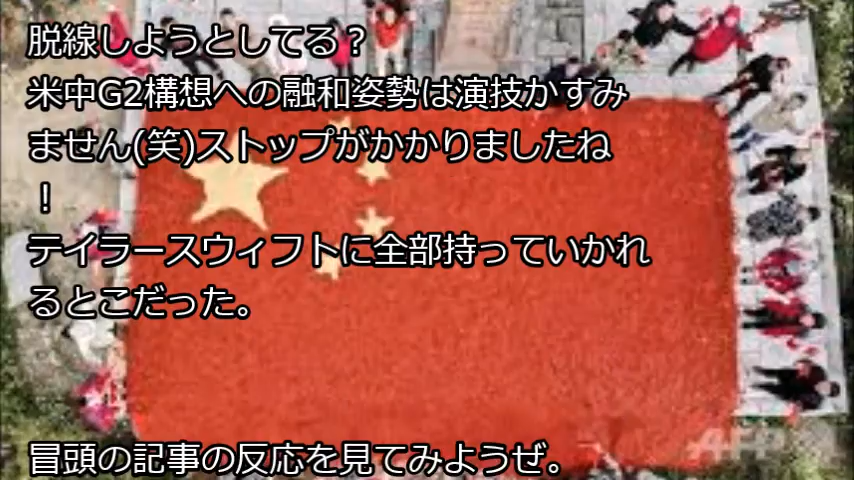 脱線しようとしてる？
米中G2構想への融和姿勢は演技かすみ
ません(笑)ストップがかかりましたね
！
テイラースウィフトに全部持っていかれ
るとこだった。
冒頭の記事の反応を見てみようぜ。
AFP